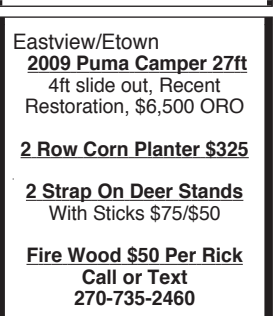 Eastview/Etown
2009 Puma Camper 27ft
4ft slide out, Recent
Restoration, $6,500 ORO
2 Row Corn Planter $325
2 Strap On Deer Stands
With Sticks $75/$50
Fire Wood $50 Per Rick
Call or Text
270-735-2460